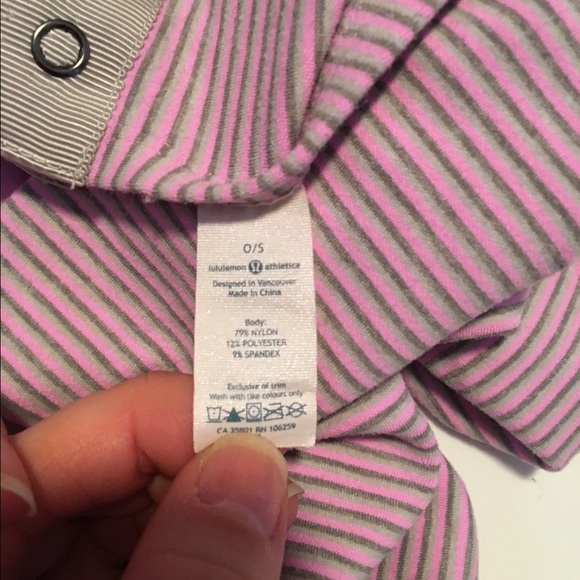 O/S
lululemon athletica
Designed in Vancouver
Made in China
Body:
79% NYLON
12% POLYESTER
9% SPANDEX
Exclusive of trim
Wash with like colours only
CA 35801 RN 106259